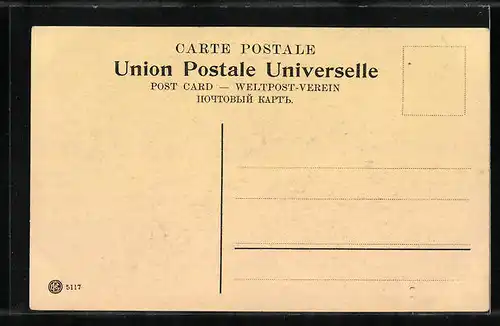 CARTE POSTALE
Union Postale Universelle
POST CARD — WELTPOST-VEREIN
ПОЧТОВЫЙ КАРТЪ.
5117